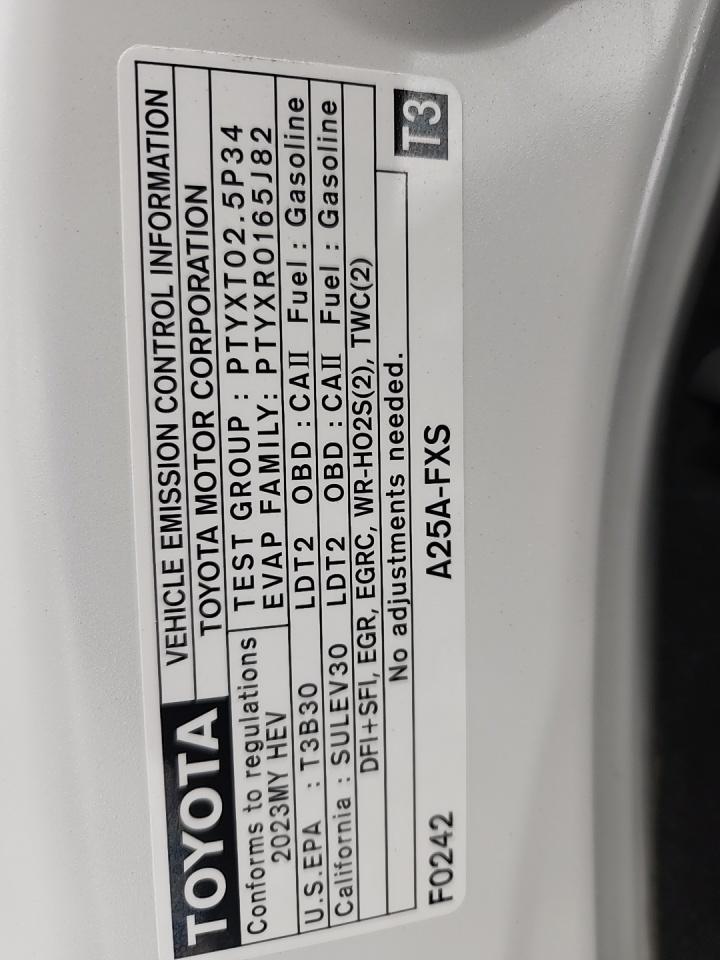 TOYOTA
VEHICLE EMISSION CONTROL INFORMATION
TOYOTA MOTOR CORPORATION
Conforms to regulations
2023MY HEV
TEST GROUP : PTYXT02.5P34
EVAP FAMILY: PTYXR0165J82
U.S.EPA : T3B30 LDT2 OBD : CAII Fuel : Gasoline
California : SULEV30 LDT2 OBD : CAII Fuel : Gasoline
DFI+SFI, EGR, EGRC, WR-HO2S(2), TWC(2)
No adjustments needed.
T3
F0242 A25A-FXS